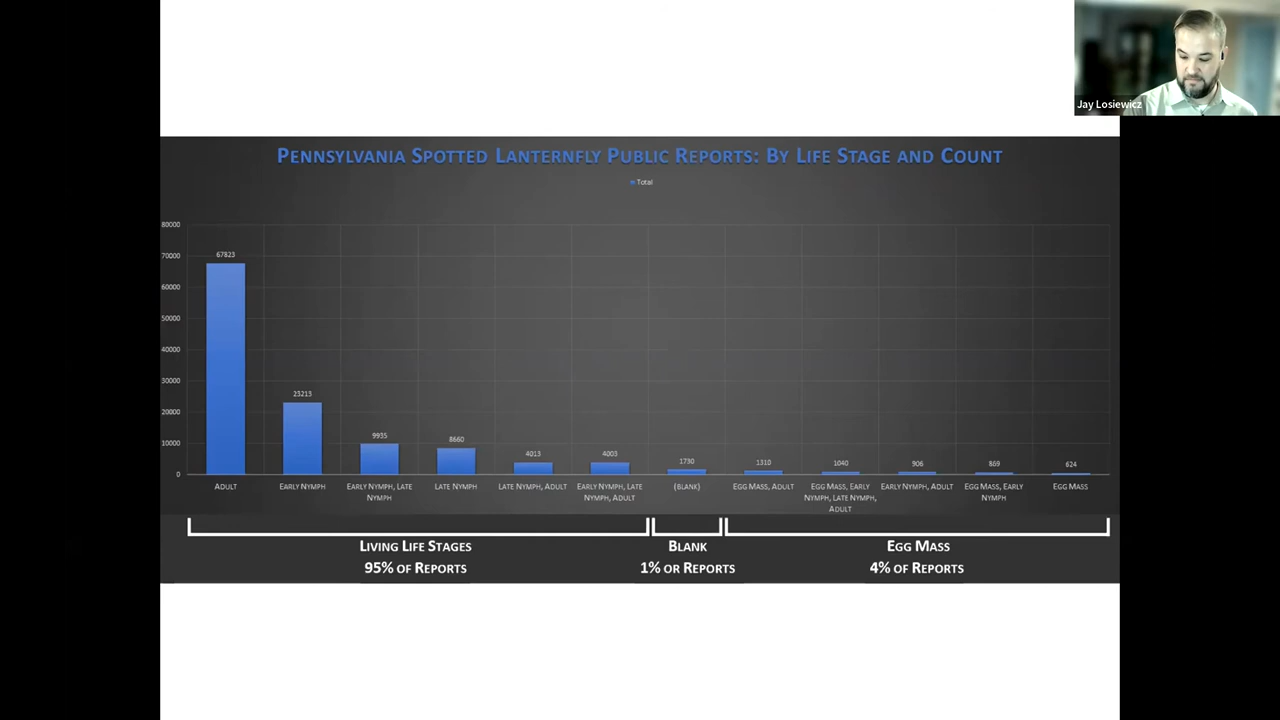 Jay Losiewicz
PENNSYLVANIA SPOTTED LANTERNFLY PUBLIC REPORTS: BY LIFE STAGE AND COUNT
Total
80000
70000
60000
50000
40000
30000
20000
10000
0
67823
23213
9935
8660
4013
4003
1730
1310
1040
906
869
624
ADULT
EARLY NYMPH
EARLY NYMPH, LATE
NYMPH
LATE NYMPH
LATE NYMPH, ADULT
EARLY NYMPH, LATE
NYMPH, ADULT
(BLANK)
EGG MASS, ADULT
EGG MASS, EARLY
NYMPH, LATE NYMPH,
ADULT
EARLY NYMPH, ADULT
EGG MASS, EARLY
NYMPH
EGG MASS
LIVING LIFE STAGES
95% OF REPORTS
BLANK
1% OR REPORTS
EGG MASS
4% OF REPORTS